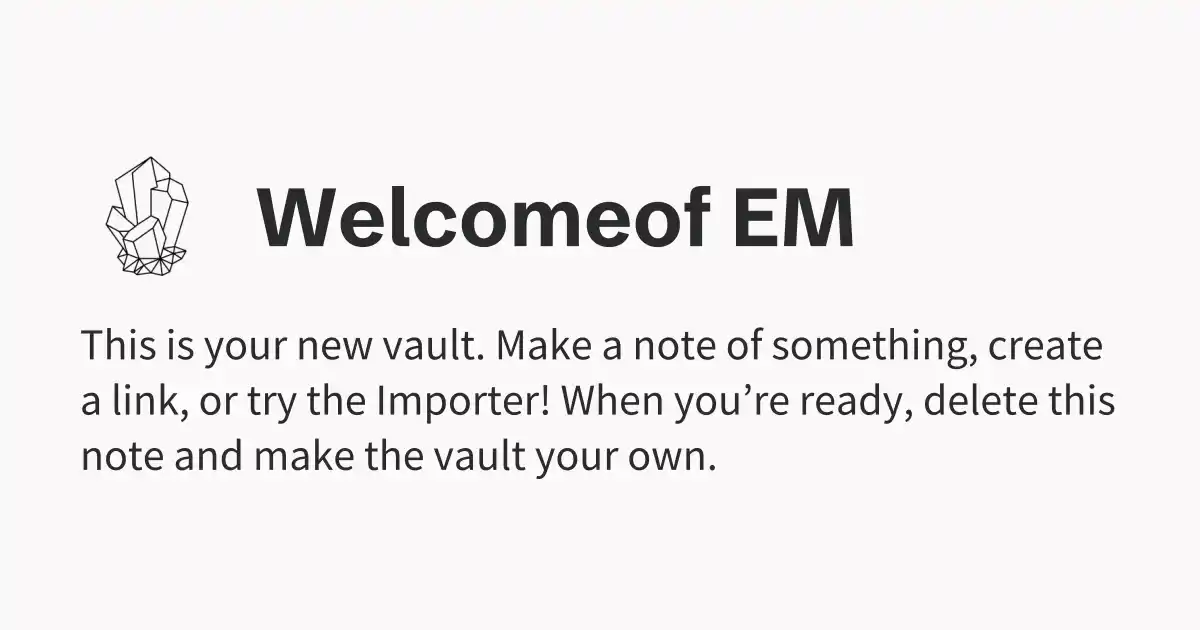 Welcomeof EM
This is your new vault. Make a note of something, create
a link, or try the Importer! When you’re ready, delete this
note and make the vault your own.